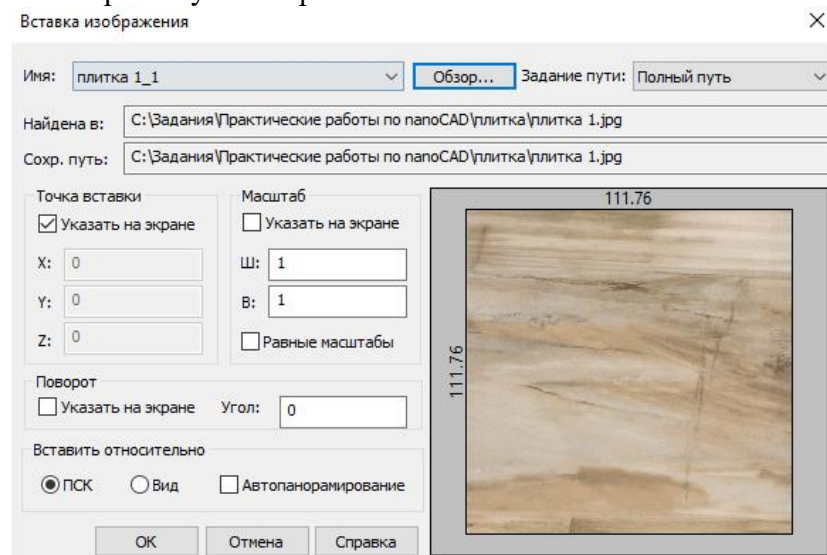 Вставка изображения
Имя: плитка 1_1 Обзор... Задание пути: Полный путь
Найдена в: C:\Задания\Практические работы по nanoCAD\плитка\плитка 1.jpg
Сохр. путь: C:\Задания\Практические работы по nanoCAD\плитка\плитка 1.jpg
Точка вставки
Указать на экране
X: 0
Y: 0
Z: 0
Масштаб
Указать на экране
Ш: 1
В: 1
Равные масштабы
Поворот
Указать на экране Угол: 0
Вставить относительно
ПСК Вид Автопанорамирование
ОК Отмена Справка
111.76
111.76